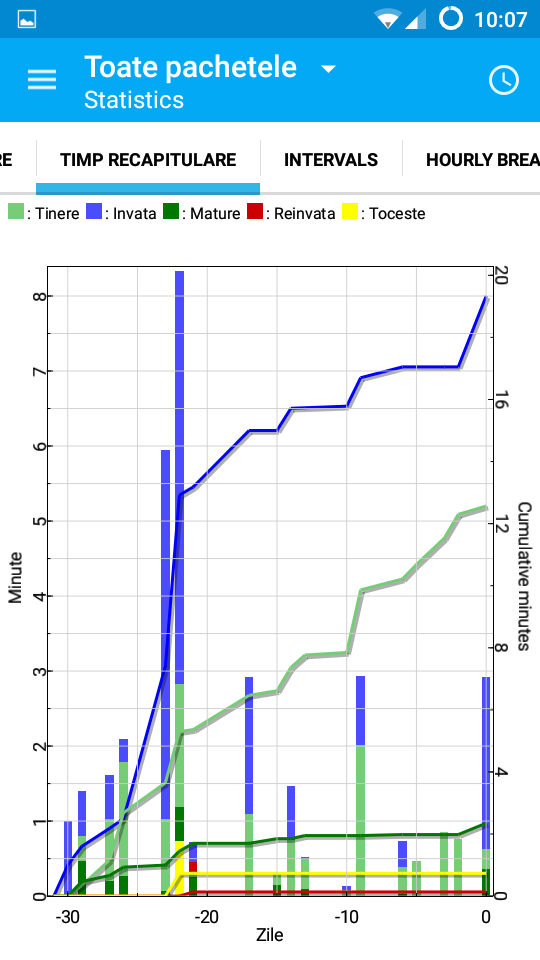 10:07
Toate pachetele
Statistics
RE TIMP RECAPITULARE INTERVALS HOURLY BREA
: Tinere : Invata : Mature : Reinvata : Toceste
8
7
6
5
4
3
2
1
0
Minute
20
16
12
8
4
0
Cumulative minutes
-30 -20 -10 0
Zile